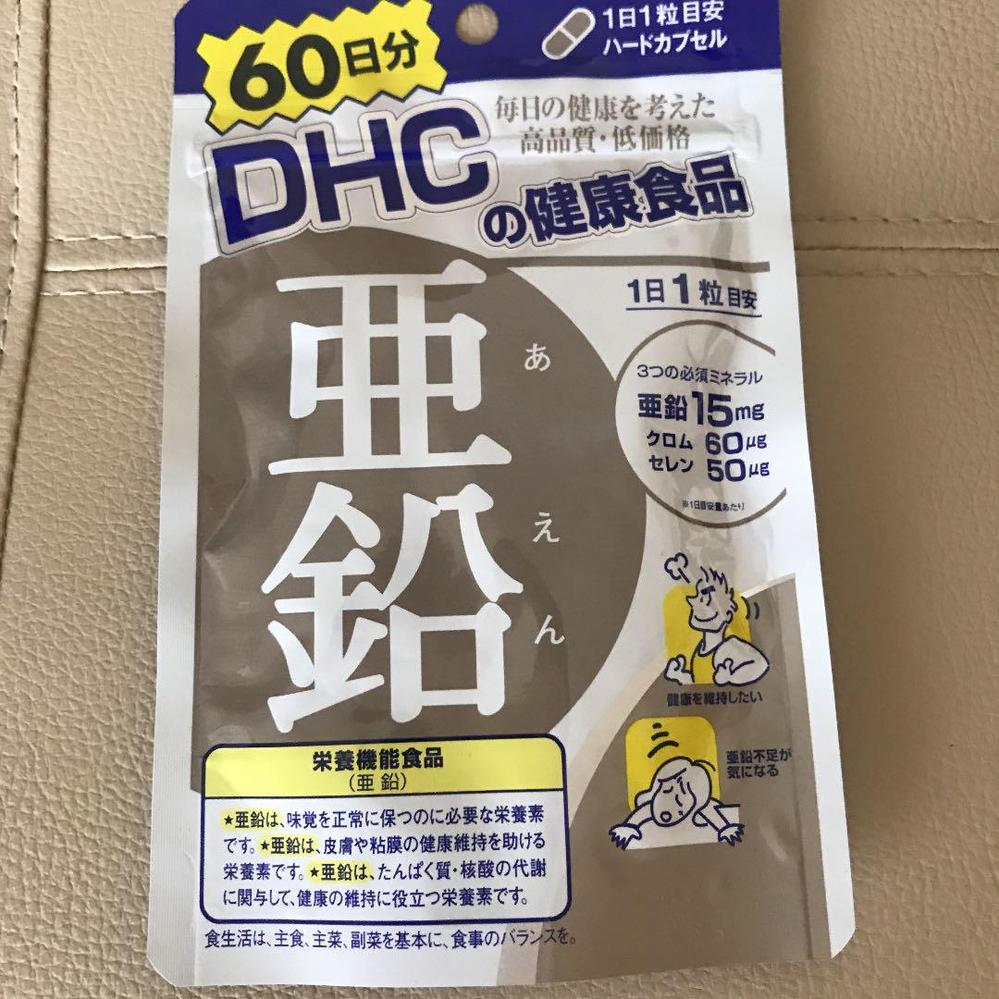 60日分
1日1粒目安
ハードカプセル
毎日の健康を考えた
高品質・低価格
DHC
の健康食品
1日1粒目安
亜鉛
あえん
3つの必須ミネラル
亜鉛15mg
クロム 60μg
セレン 50μg
※1日目安量あたり
健康を維持したい
亜鉛不足が
気になる
栄養機能食品
(亜鉛)
★亜鉛は、味覚を正常に保つのに必要な栄養素
です。★亜鉛は、皮膚や粘膜の健康維持を助ける
栄養素です。★亜鉛は、たんぱく質・核酸の代謝
に関与して、健康の維持に役立つ栄養素です。
食生活は、主食、主菜、副菜を基本に、食事のバランスを。